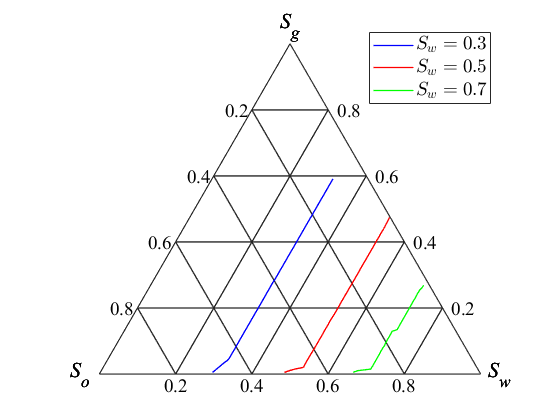 S_g
S_w = 0.3
S_w = 0.5
S_w = 0.7
0.2 0.8
0.4 0.6
0.6 0.4
0.8 0.2
S_o S_w
0.2 0.4 0.6 0.8